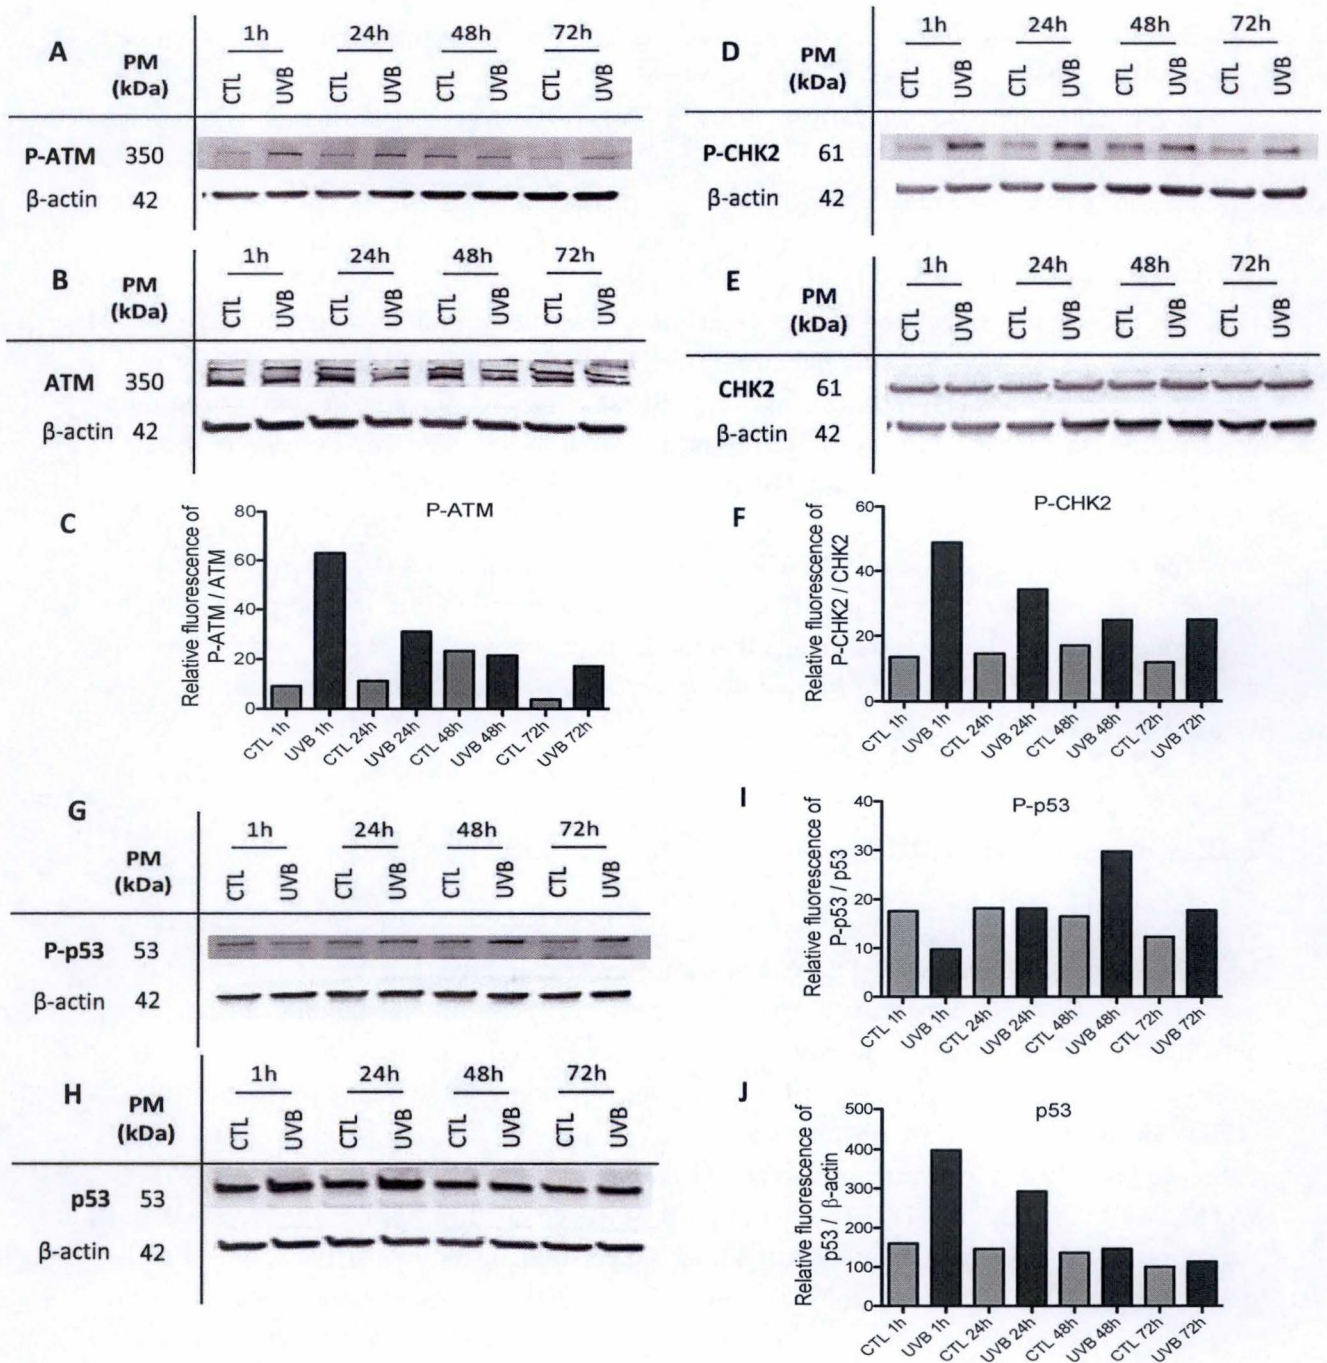 A
PM
(kDa)
1h 24h 48h 72h
CTL UVB CTL UVB CTL UVB CTL UVB
P-ATM 350
β-actin 42
B
PM
(kDa)
1h 24h 48h 72h
CTL UVB CTL UVB CTL UVB CTL UVB
ATM 350
β-actin 42
C
P-ATM
Relative fluorescence of
P-ATM / ATM
80
60
40
20
0
CTL 1h UVB 1h CTL 24h UVB 24h CTL 48h UVB 48h CTL 72h UVB 72h
D
PM
(kDa)
1h 24h 48h 72h
CTL UVB CTL UVB CTL UVB CTL UVB
P-CHK2 61
β-actin 42
E
PM
(kDa)
1h 24h 48h 72h
CTL UVB CTL UVB CTL UVB CTL UVB
CHK2 61
β-actin 42
F
P-CHK2
Relative fluorescence of
P-CHK2 / CHK2
60
40
20
0
CTL 1h UVB 1h CTL 24h UVB 24h CTL 48h UVB 48h CTL 72h UVB 72h
G
PM
(kDa)
1h 24h 48h 72h
CTL UVB CTL UVB CTL UVB CTL UVB
P-p53 53
β-actin 42
H
PM
(kDa)
1h 24h 48h 72h
CTL UVB CTL UVB CTL UVB CTL UVB
p53 53
β-actin 42
I
P-p53
Relative fluorescence of
P-p53 / p53
40
30
20
10
0
CTL 1h UVB 1h CTL 24h UVB 24h CTL 48h UVB 48h CTL 72h UVB 72h
J
p53
Relative fluorescence of
p53 / β-actin
500
400
300
200
100
0
CTL 1h UVB 1h CTL 24h UVB 24h CTL 48h UVB 48h CTL 72h UVB 72h